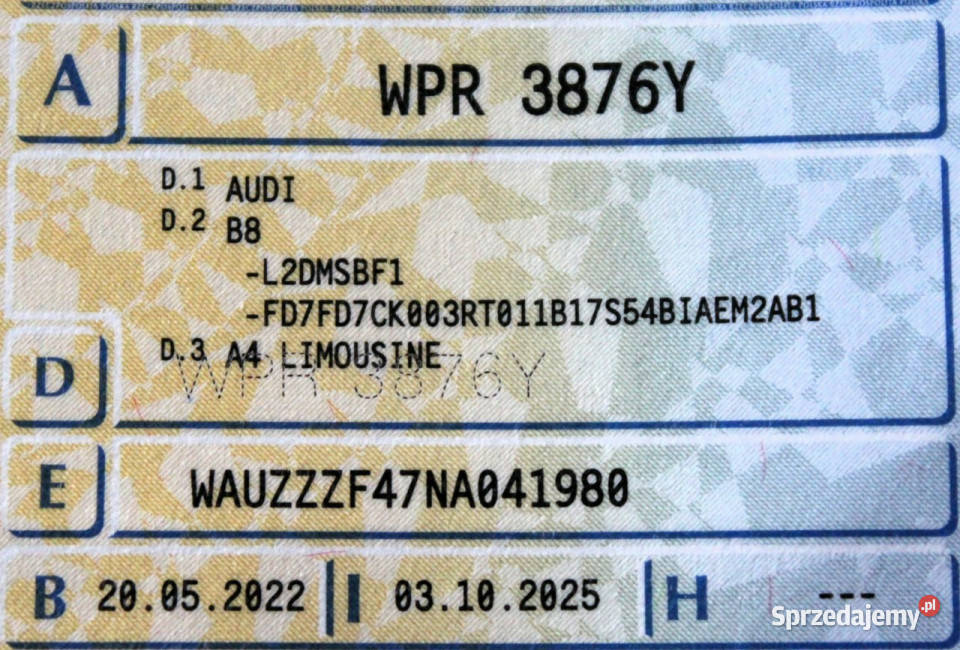 A WPR 3876Y
D.1 AUDI
D.2 B8
-L2DMSBF1
-FD7FD7CK003RT011B17S54BIAEM2AB1
D.3 A4 LIMOUSINE
WPR 3876Y
D
E WAUZZZF47NA041980
B 20.05.2022 I 03.10.2025 H ---
Sprzedajemy.pl